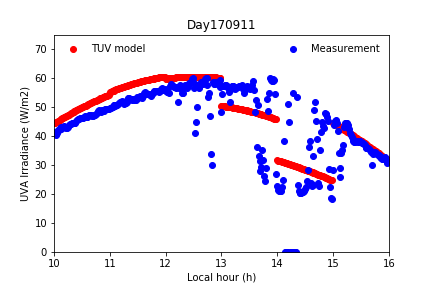 Day170911
TUV model
Measurement
UVA Irradiance (W/m2)
70
60
50
40
30
20
10
0
10 11 12 13 14 15 16
Local hour (h)